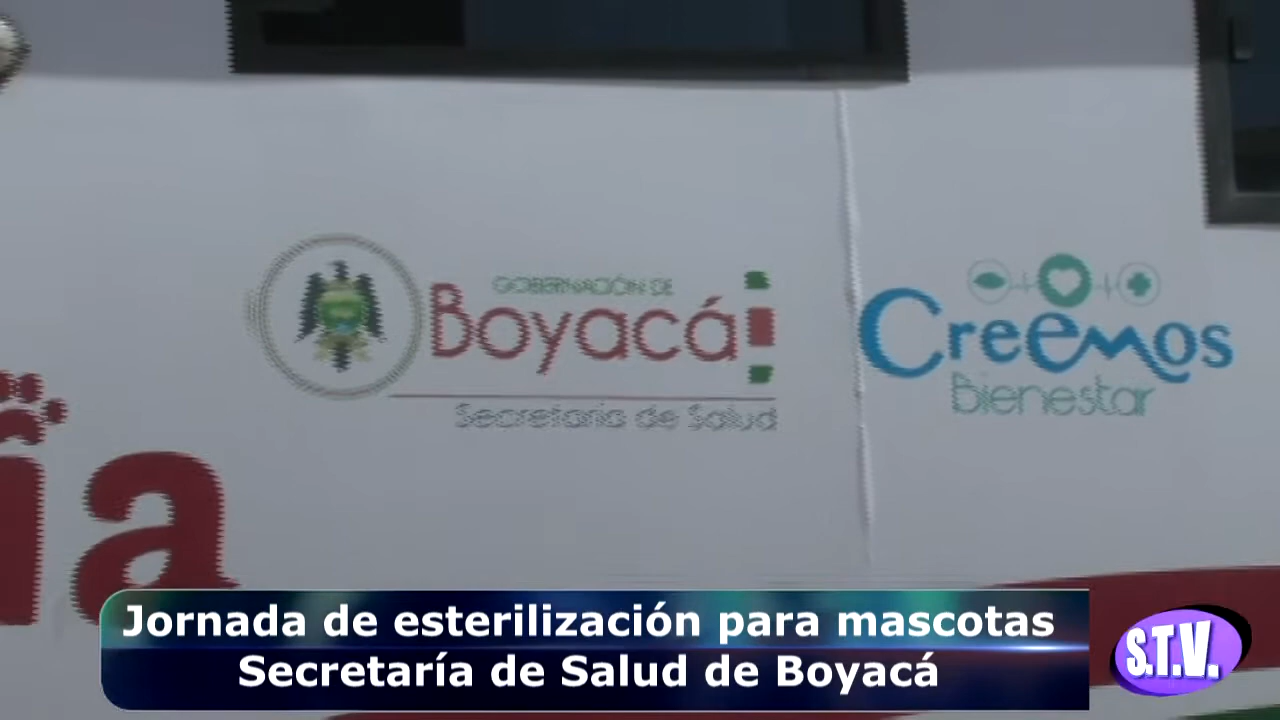 GOBERNACIÓN DE
Boyacá
Secretaría de Salud
Creemos
Bienestar
ía
Jornada de esterilización para mascotas
Secretaría de Salud de Boyacá
S.T.V.